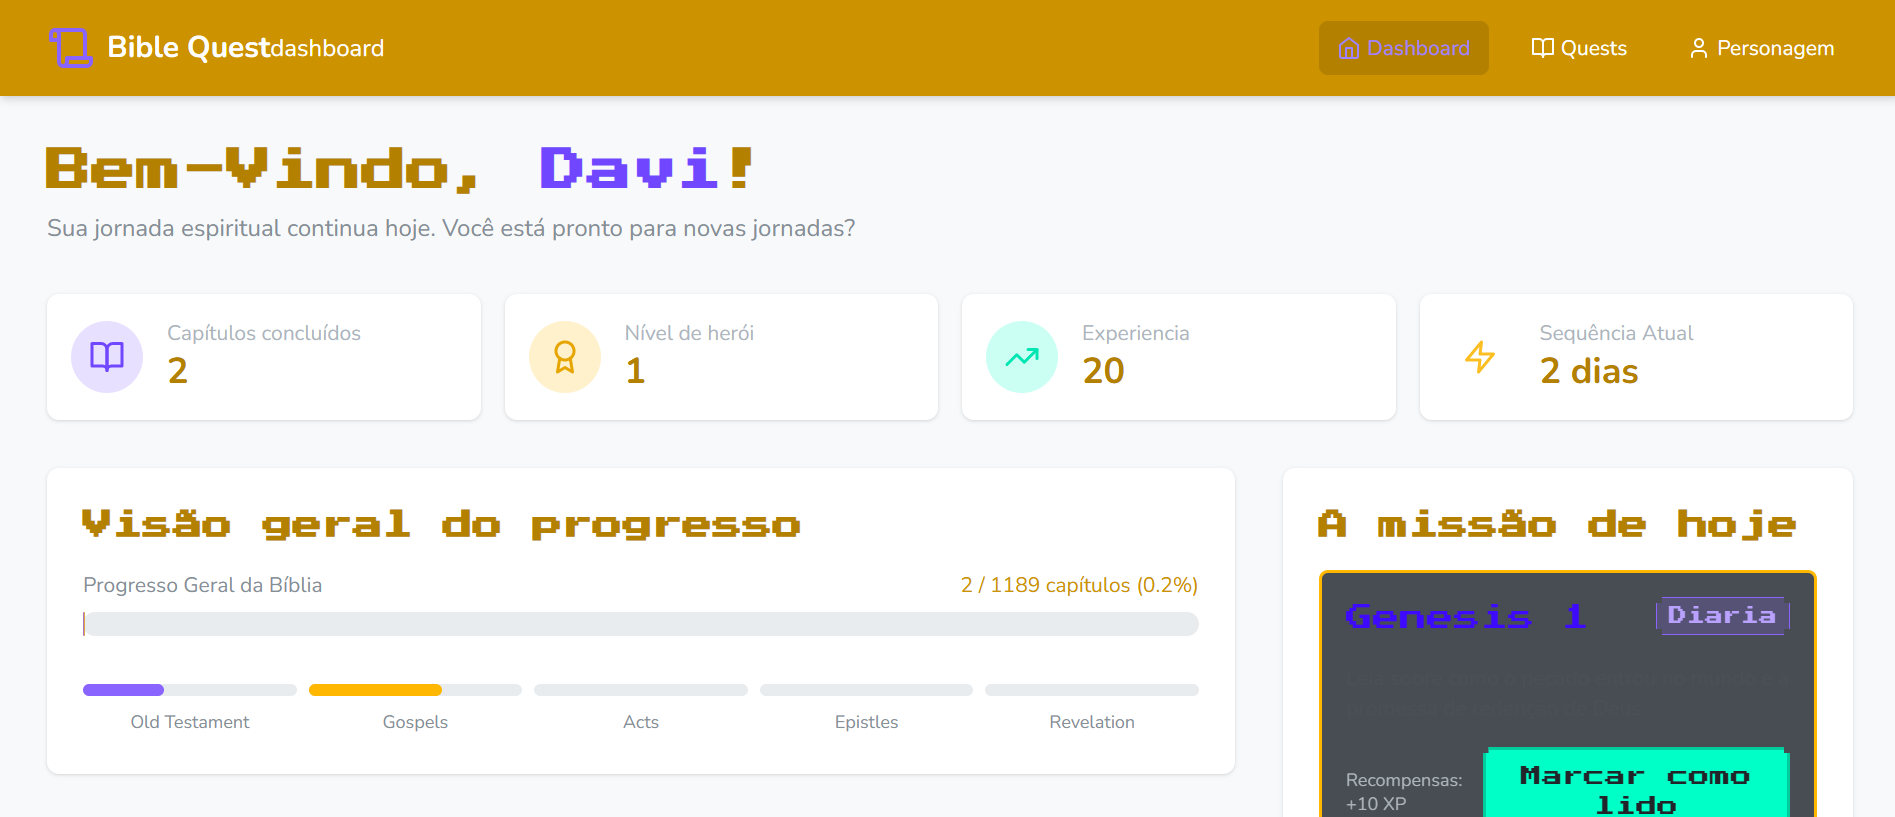 Bible Questdashboard
Dashboard
Quests
Personagem
Bem-Vindo, Davi!
Sua jornada espiritual continua hoje. Você está pronto para novas jornadas?
Capítulos concluídos
2
Nível de herói
1
Experiencia
20
Sequência Atual
2 dias
Visão geral do progresso
Progresso Geral da Bíblia
2 / 1189 capítulos (0.2%)
Old Testament
Gospels
Acts
Epistles
Revelation
A missão de hoje
Genesis 1
Diaria
Recompensas:
+10 XP
Marcar como
lido